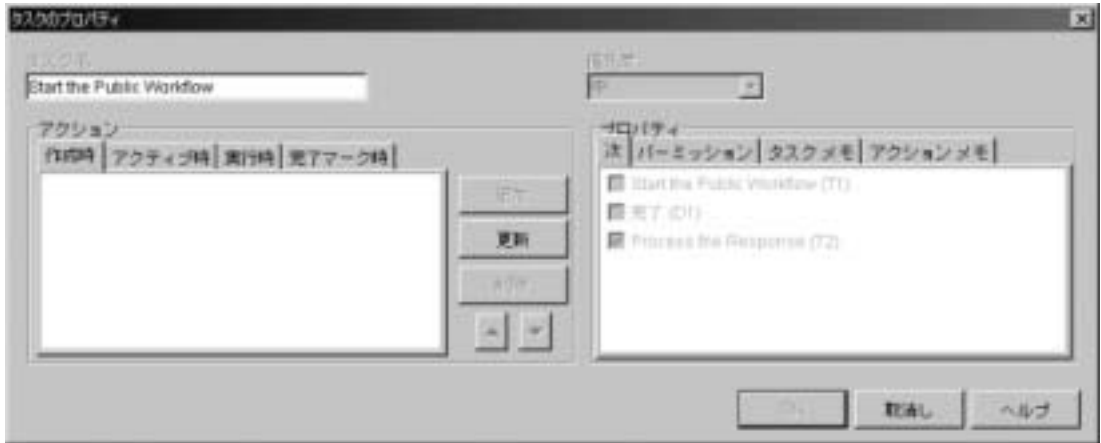 タスクのプロパティ
タスク名
Start the Public Workflow
優先度
中
アクション
作成時 アクティブ時 実行時 完了マーク時
追加
更新
削除
プロパティ
次 パーミッション タスク メモ アクション メモ
Start the Public Workflow (T1)
完了 (D1)
Process the Response (T2)
取消し
ヘルプ